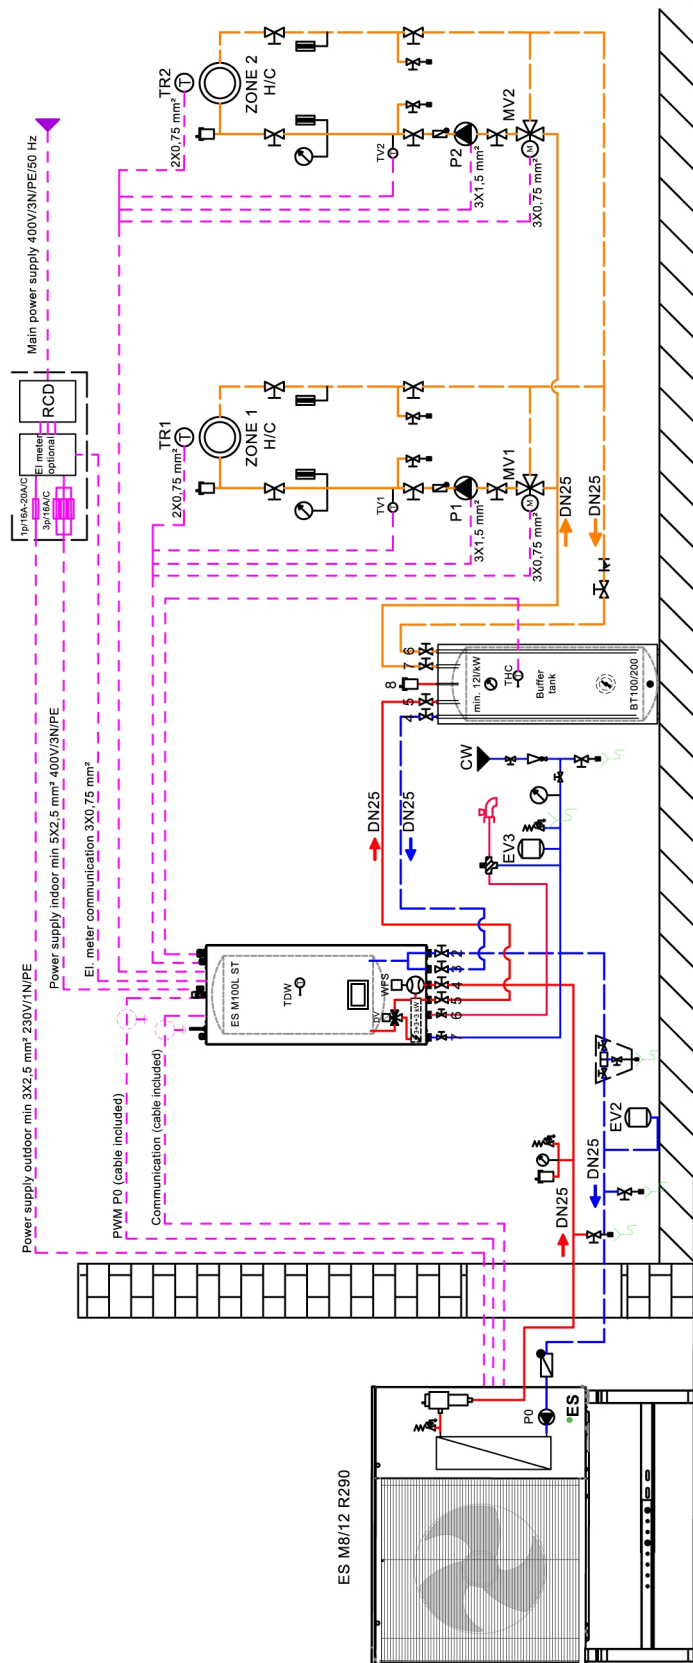 Main power supply 400V/3N/PE/50 Hz
RCD
El meter
optional
1p/16A-20A/C
3p/16A/C
Power supply outdoor min 3X2,5 mm² 230V/1N/PE
Power supply indoor min 5X2,5 mm² 400V/3N/PE
El. meter communication 3X0,75 mm²
PWM P0 (cable included)
Communication (cable included)
TR1
2X0,75 mm²
ZONE 1
H/C
TV1
P1
3X1,5 mm²
MV1
M
3X0,75 mm²
T
TR2
2X0,75 mm²
ZONE 2
H/C
TV2
P2
3X1,5 mm²
MV2
M
3X0,75 mm²
T
DN25
DN25
ES M100L ST
TDW
DV
WFS
3+3+3 kW
7
6
5
4
3
2
DN25
DN25
4
5
8
7
6
min. 12l/kW
THC
Buffer
tank
BT100/200
CW
EV3
EV2
DN25
DN25
ES M8/12 R290
P0
ES